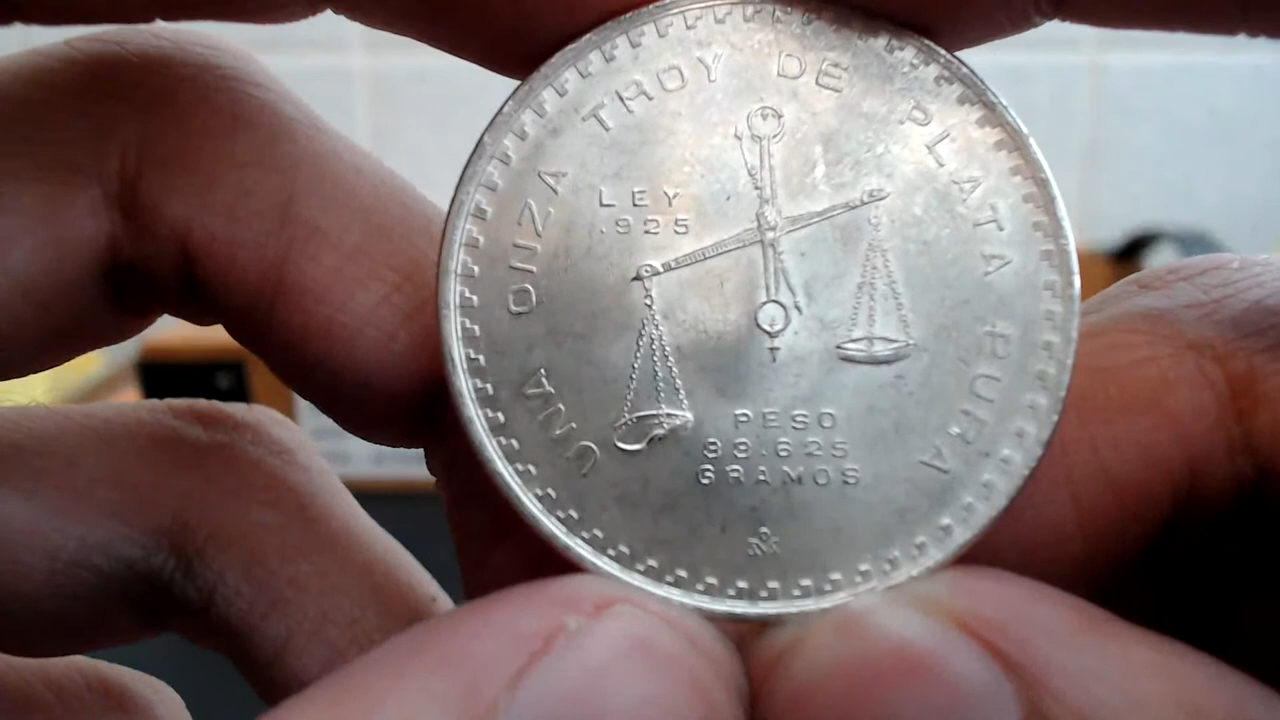 UNA ONZA TROY DE PLATA PURA
LEY
.925
PESO
33.625
GRAMOS
M